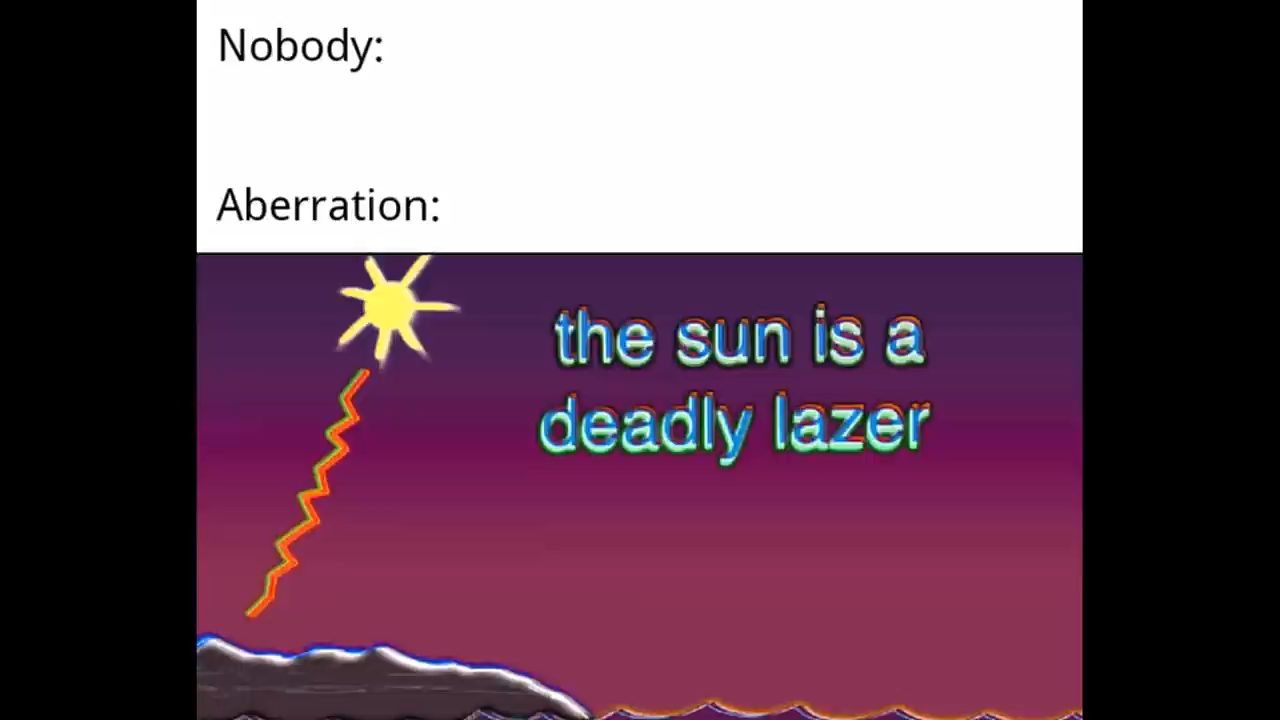 Nobody:
Aberration:
the sun is a
deadly lazer